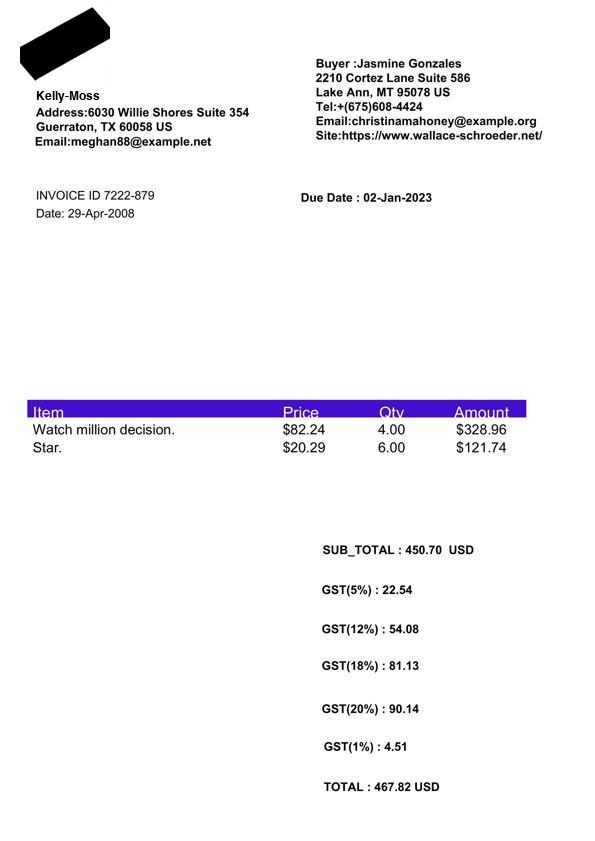 Kelly-Moss
Address:6030 Willie Shores Suite 354
Guerraton, TX 60058 US
Email:meghan88@example.net
Buyer :Jasmine Gonzales
2210 Cortez Lane Suite 586
Lake Ann, MT 95078 US
Tel:+(675)608-4424
Email:christinamahoney@example.org
Site:https://www.wallace-schroeder.net/
INVOICE ID 7222-879
Date: 29-Apr-2008
Due Date : 02-Jan-2023
Item Price Qty Amount
Watch million decision. $82.24 4.00 $328.96
Star. $20.29 6.00 $121.74
SUB_TOTAL : 450.70 USD
GST(5%) : 22.54
GST(12%) : 54.08
GST(18%) : 81.13
GST(20%) : 90.14
GST(1%) : 4.51
TOTAL : 467.82 USD